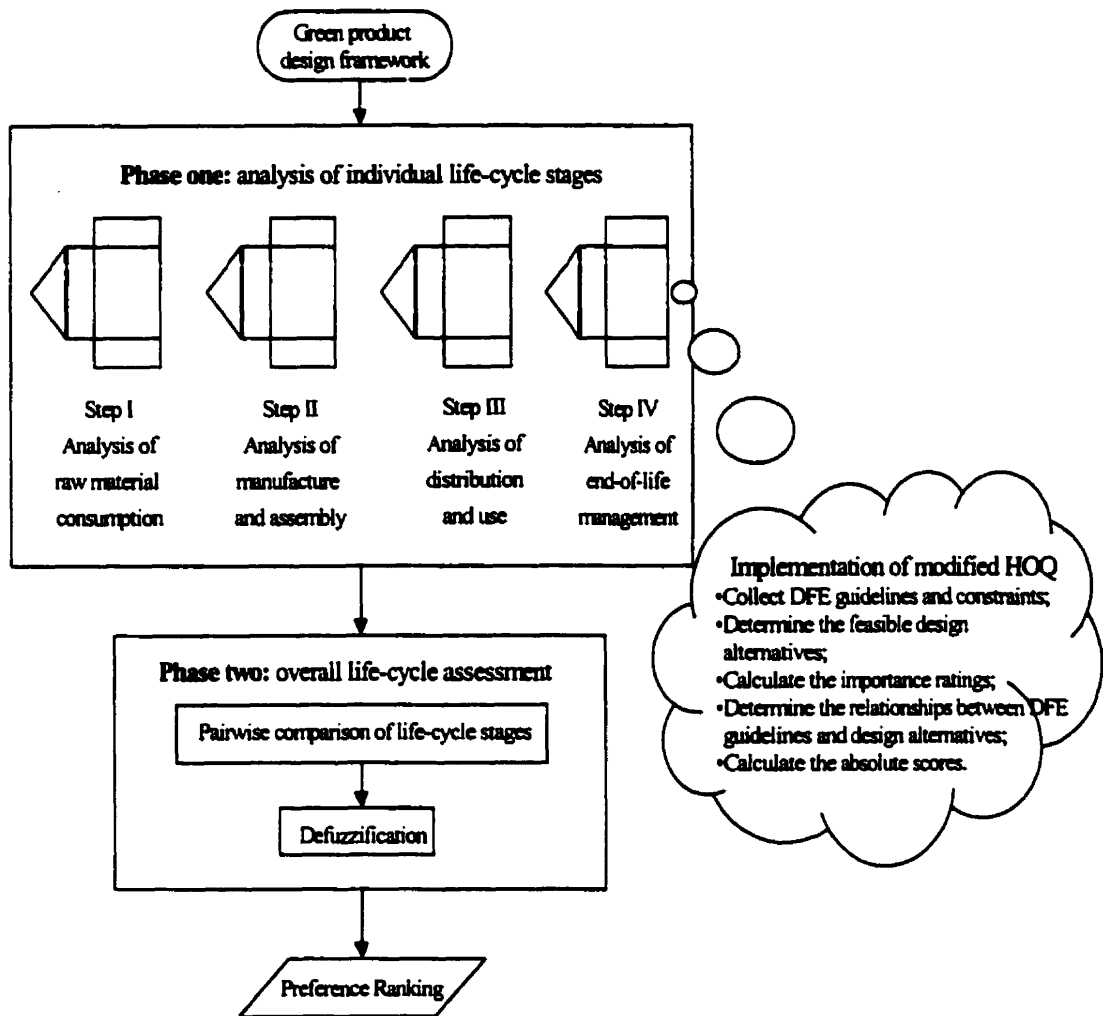 Green product
design framework
Phase one: analysis of individual life-cycle stages
Step I
Analysis of
raw material
consumption
Step II
Analysis of
manufacture
and assembly
Step III
Analysis of
distribution
and use
Step IV
Analysis of
end-of-life
management
Implementation of modified HOQ
•Collect DFE guidelines and constraints;
•Determine the feasible design
alternatives;
•Calculate the importance ratings;
•Determine the relationships between DFE
guidelines and design alternatives;
•Calculate the absolute scores.
Phase two: overall life-cycle assessment
Pairwise comparison of life-cycle stages
Defuzzification
Preference Ranking